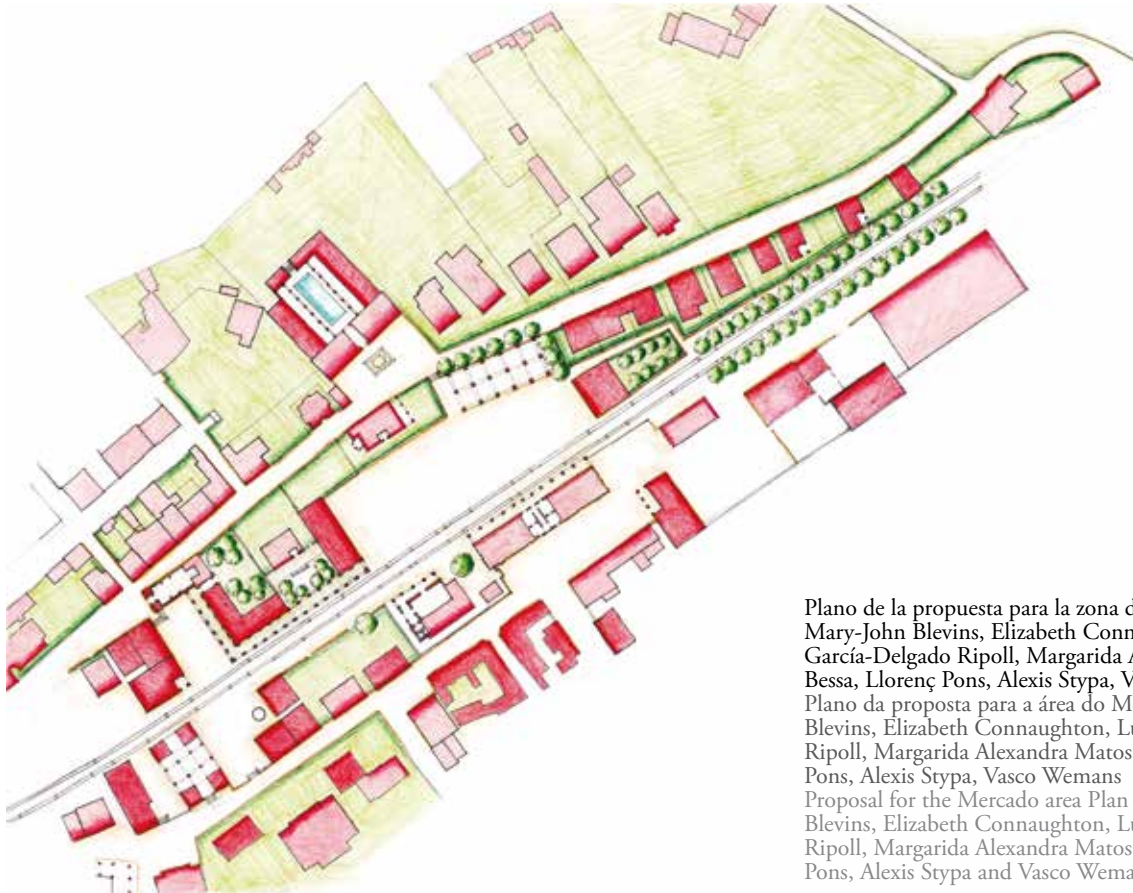 Plano de la propuesta para la zona d
Mary-John Blevins, Elizabeth Conn
García-Delgado Ripoll, Margarida A
Bessa, Llorenç Pons, Alexis Stypa, V
Plano da proposta para a área do M
Blevins, Elizabeth Connaughton, Lu
Ripoll, Margarida Alexandra Matos
Pons, Alexis Stypa, Vasco Wemans
Proposal for the Mercado area Plan
Blevins, Elizabeth Connaughton, Lu
Ripoll, Margarida Alexandra Matos
Pons, Alexis Stypa and Vasco Wema